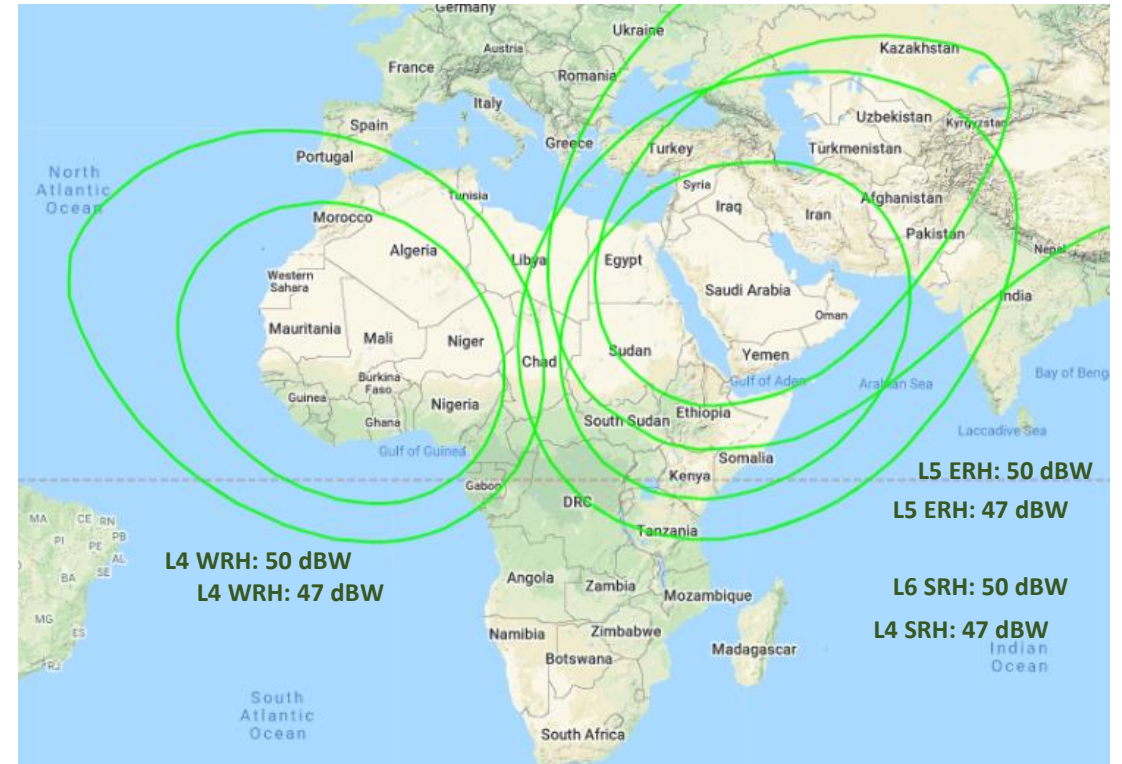 Germany
Ukraine
Austria
Kazakhstan
France
Romania
Italy
Uzbekistan
Kyrgyzstan
Spain
Greece
Turkey
Turkmenistan
Portugal
North
Atlantic
Ocean
Tunisia
Syria
Afghanistan
Iraq
Iran
Morocco
Pakistan
Algeria
Libya
Egypt
Nepal
Western
Sahara
Saudi Arabia
India
Oman
Mauritania
Mali
Niger
Chad
Sudan
Yemen
Burkina
Faso
Gulf of Aden
Arabian Sea
Bay of Beng
Guinea
Nigeria
Ghana
South Sudan
Ethiopia
Laccadive Sea
Gulf of Guinea
Somalia
Kenya
Gabon
L5 ERH: 50 dBW
DRC
L5 ERH: 47 dBW
MA
CE
RN
Tanzania
PI
PB
PE
AL
L4 WRH: 50 dBW
SE
BA
Angola
Zambia
L6 SRH: 50 dBW
L4 WRH: 47 dBW
Mozambique
MG
ES
Namibia
Zimbabwe
L4 SRH: 47 dBW
Madagascar
Indian
Ocean
Botswana
RJ
South
Atlantic
Ocean
South Africa